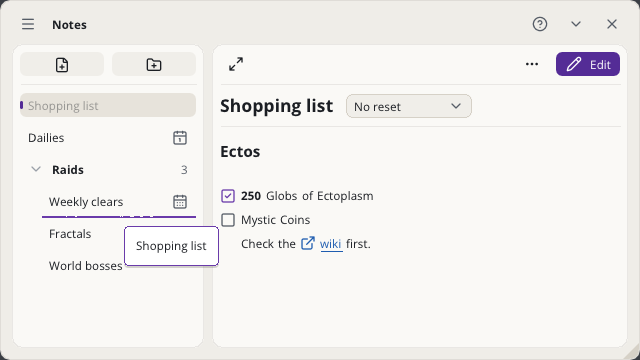 Notes
Shopping list
Dailies
Raids 3
Weekly clears
Fractals
World bosses
Shopping list
Edit
Shopping list No reset
Ectos
250 Globs of Ectoplasm
Mystic Coins
Check the wiki first.